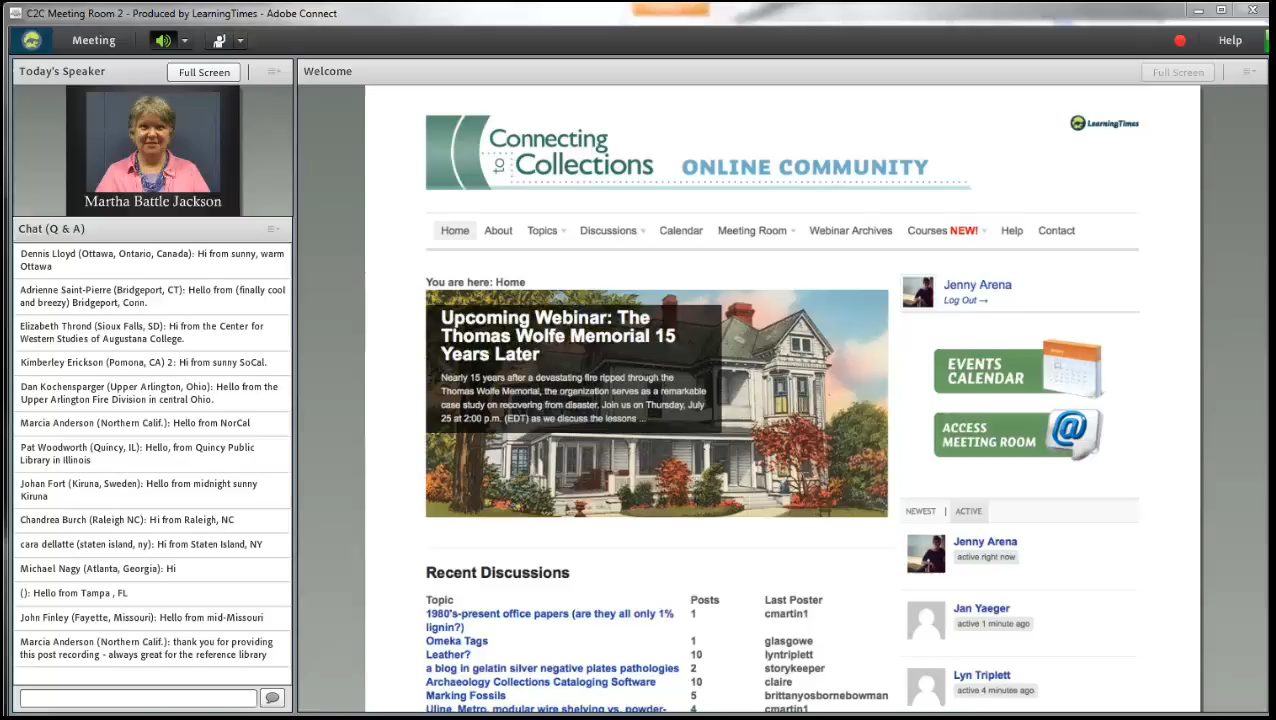 C2C Meeting Room 2 - Produced by LearningTimes - Adobe Connect
Meeting
Help
Today's Speaker
Full Screen
Martha Battle Jackson
Chat (Q & A)
Dennis Lloyd (Ottawa, Ontario, Canada): Hi from sunny, warm
Ottawa
Adrienne Saint-Pierre (Bridgeport, CT): Hello from (finally cool
and breezy) Bridgeport, Conn.
Elizabeth Thrond (Sioux Falls, SD): Hi from the Center for
Western Studies of Augustana College.
Kimberley Erickson (Pomona, CA) 2: Hi from sunny SoCal.
Dan Kochensparger (Upper Arlington, Ohio): Hello from the
Upper Arlington Fire Division in central Ohio.
Marcia Anderson (Northern Calif.): Hello from NorCal
Pat Woodworth (Quincy, IL): Hello, from Quincy Public
Library in Illinois
Johan Fort (Kiruna, Sweden): Hello from midnight sunny
Kiruna
Chandrea Burch (Raleigh NC): Hi from Raleigh, NC
cara dellatte (staten island, ny): Hi from Staten Island, NY
Michael Nagy (Atlanta, Georgia): Hi
(): Hello from Tampa , FL
John Finley (Fayette, Missouri): Hello from mid-Missouri
Marcia Anderson (Northern Calif.): thank you for providing
this post recording - always great for the reference library
Welcome
Full Screen
Connecting
to Collections
ONLINE COMMUNITY
LearningTimes
Home About Topics Discussions Calendar Meeting Room Webinar Archives Courses NEW! Help Contact
You are here: Home
Upcoming Webinar: The
Thomas Wolfe Memorial 15
Years Later
Nearly 15 years after a devastating fire ripped through the
Thomas Wolfe Memorial, the organization serves as a remarkable
case study on recovering from disaster. Join us on Thursday, July
25 at 2:00 p.m. (EDT) as we discuss the lessons ...
Jenny Arena
Log Out →
EVENTS
CALENDAR
ACCESS
MEETING ROOM
@
NEWEST | ACTIVE
Jenny Arena
active right now
Jan Yaeger
active 1 minute ago
Lyn Triplett
active 4 minutes ago
Recent Discussions
Topic Posts Last Poster
1980's-present office papers (are they all only 1% 1 cmartin1
lignin?)
Omeka Tags 1 glasgowe
Leather? 10 lyntriplett
a blog in gelatin silver negative plates pathologies 2 storykeeper
Archaeology Collections Cataloging Software 10 claire
Marking Fossils 5 brittanyosbornebowman
Uline, Metro, modular wire shelving vs. powder- 4 cmartin1